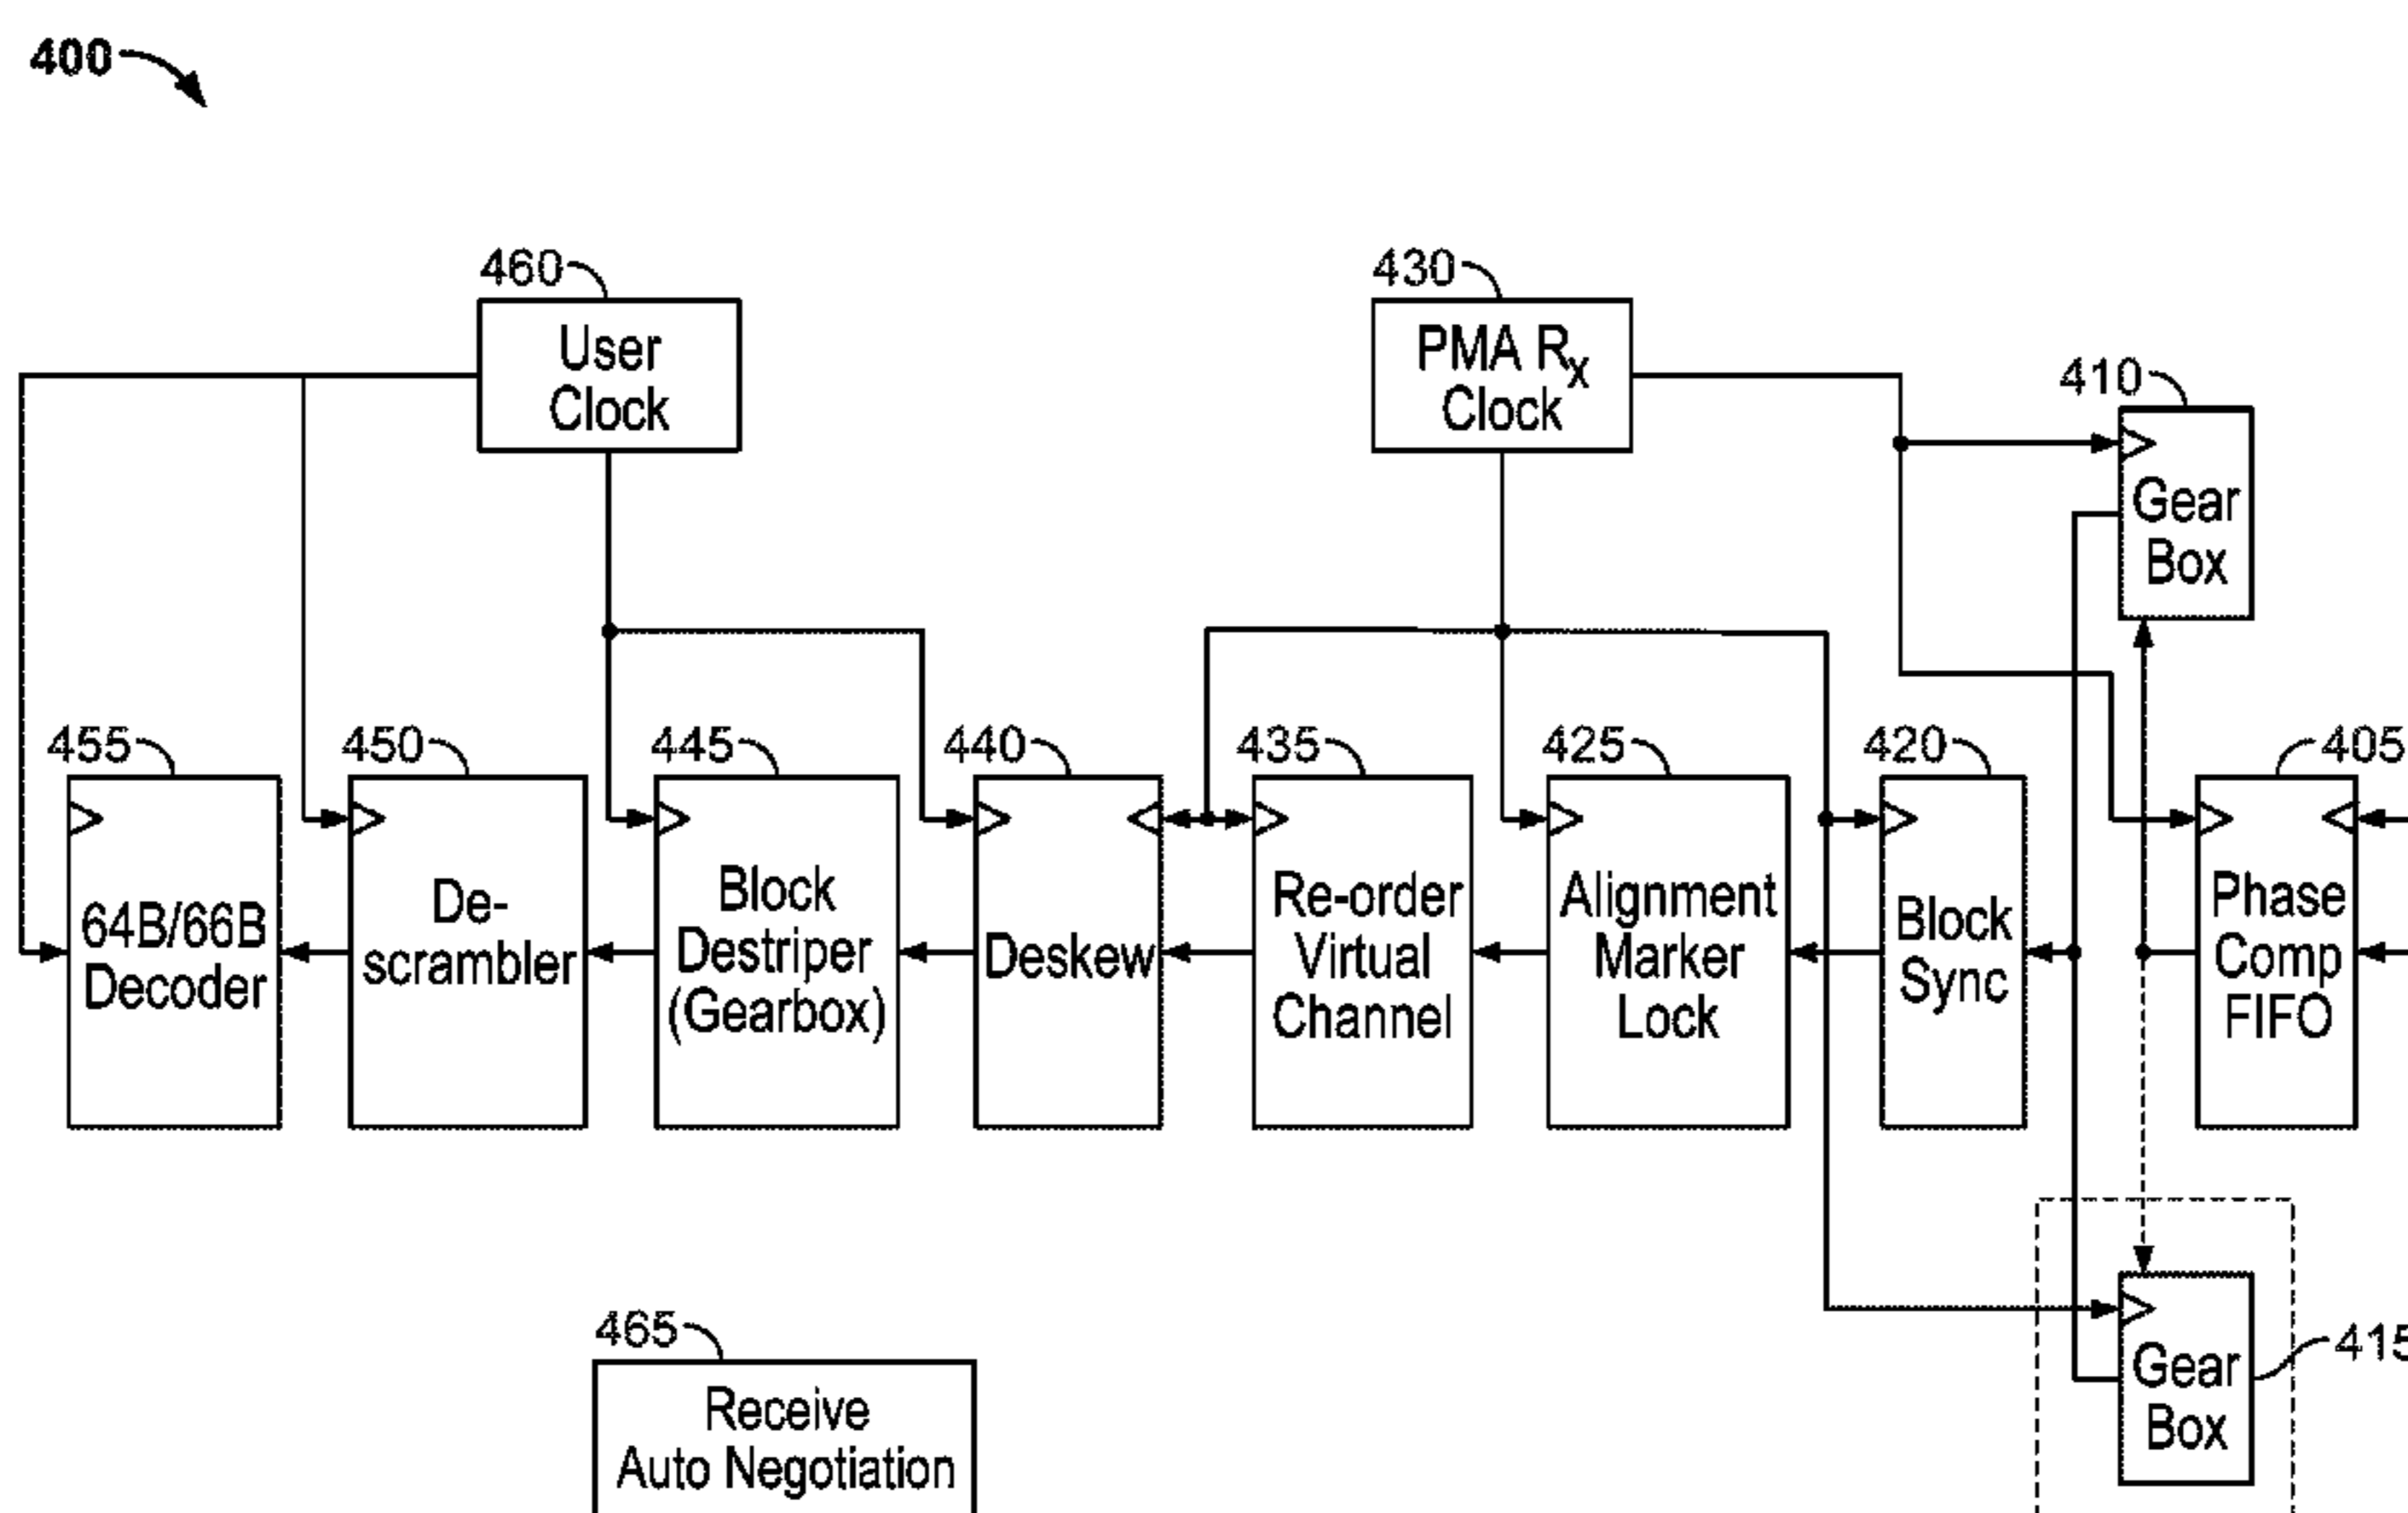 400
460
User
Clock
430
PMA Rx
Clock
410
Gear
Box
455
64B/66B
Decoder
450
De-
scrambler
445
Block
Destriper
(Gearbox)
440
Deskew
435
Re-order
Virtual
Channel
425
Alignment
Marker
Lock
420
Block
Sync
405
Phase
Comp
FIFO
465
Receive
Auto Negotiation
415
Gear
Box